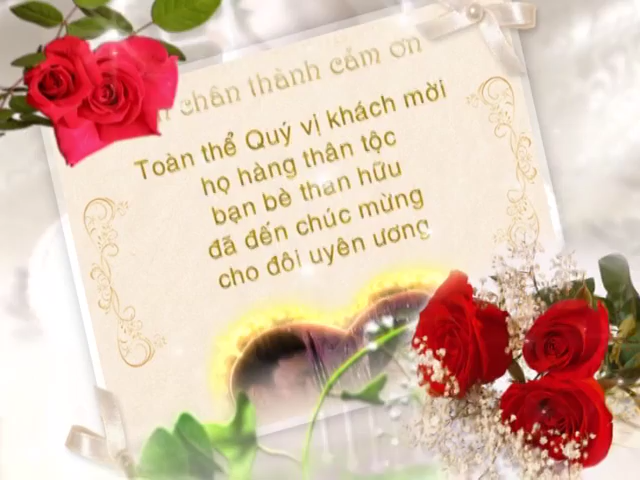 chân thành cảm ơn
Toàn thể Quý vị khách mời
họ hàng thân tộc
bạn bè thân hữu
đã đến chúc mừng
cho đôi uyên ương